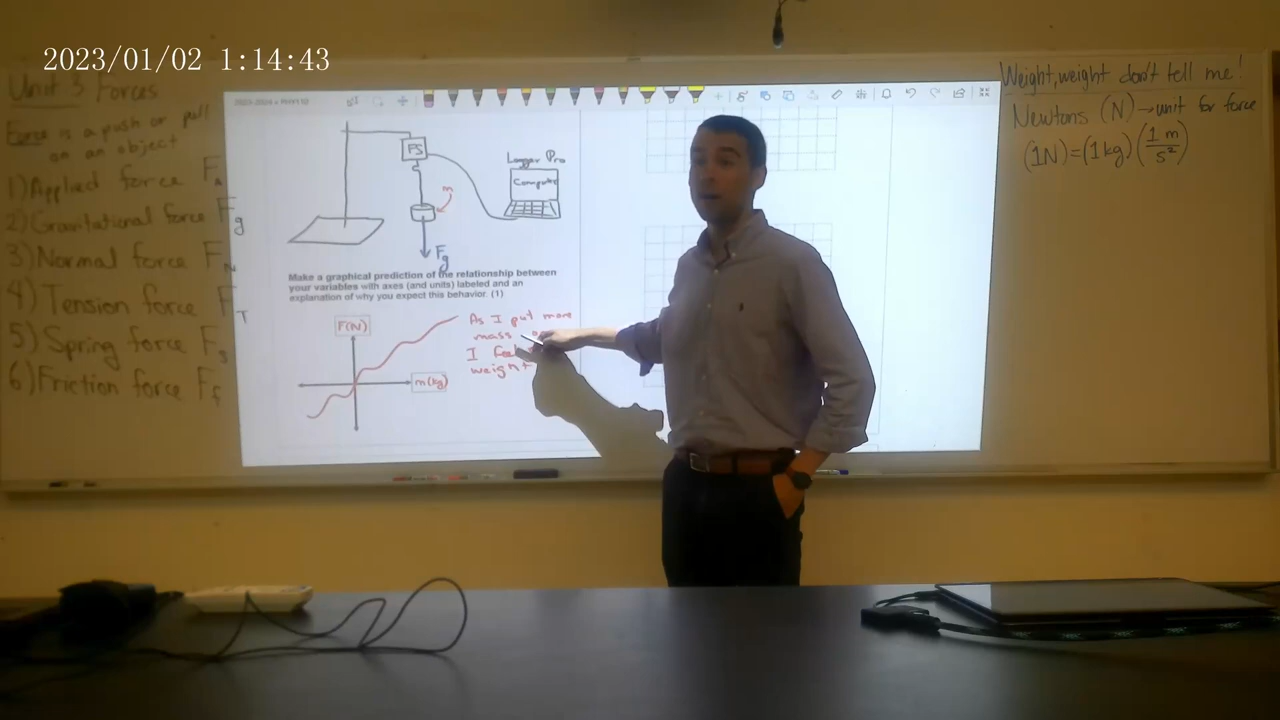 2023/01/02 1:14:43
Unit 3 Forces
Force is a push or pull
on an object
1) Applied force F
2) Gravitational force Fg
3) Normal force FN
4) Tension force FT
5) Spring force Fs
6) Friction force Ff
FS
m
Fg
Logger Pro
Computer
Make a graphical prediction of the relationship between
your variables with axes (and units) labeled and an
explanation of why you expect this behavior. (1)
F(N)
m(kg)
As I put more
mass
I feel
weight
Weight, weight don't tell me!
Newtons (N) → unit for force
(1N)=(1kg)(1m/s²)